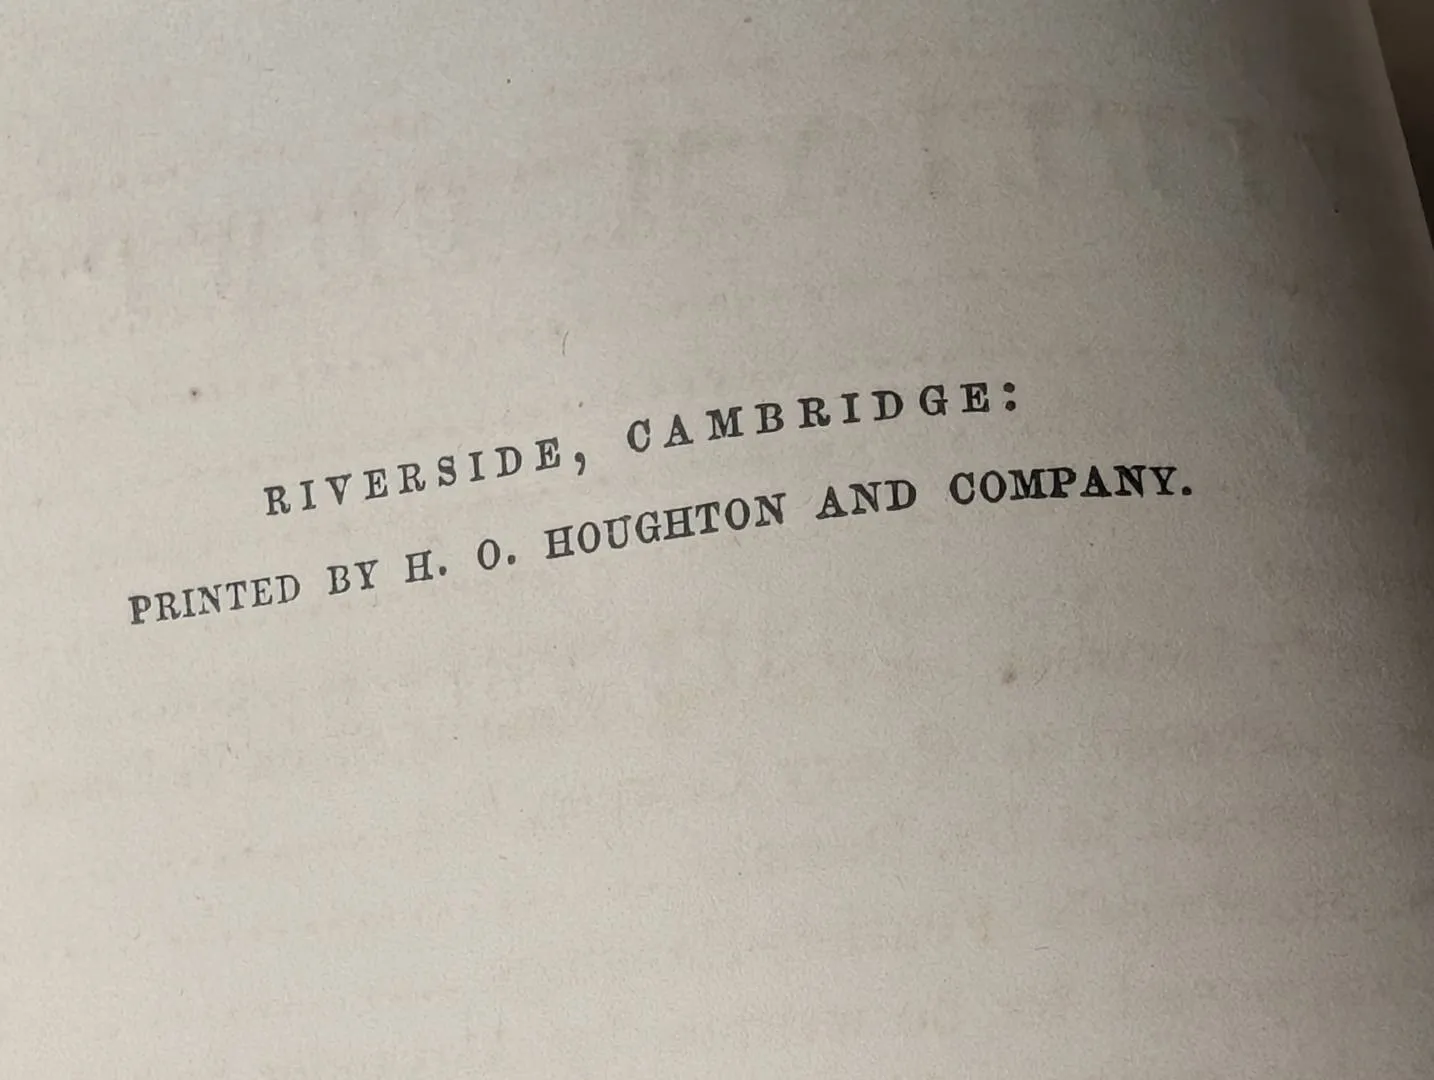 RIVERSIDE, CAMBRIDGE:
PRINTED BY H. O. HOUGHTON AND COMPANY.